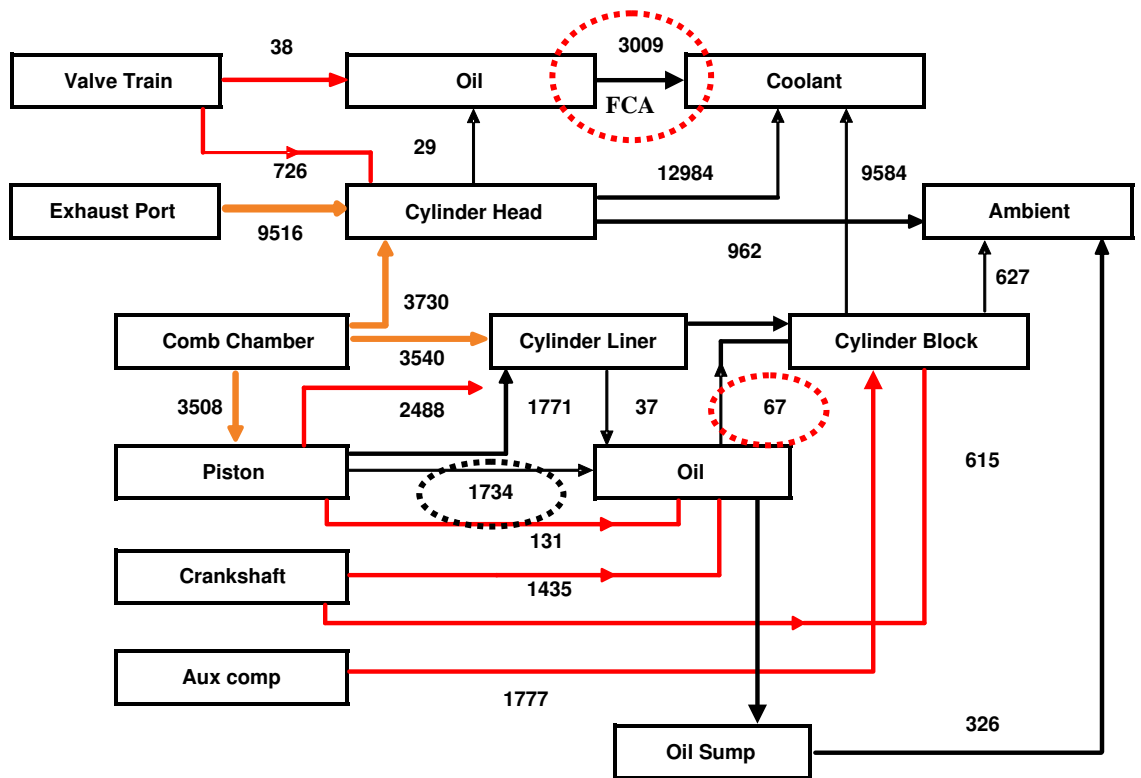 38
3009
Valve Train
Oil
Coolant
FCA
29
726
12984
9584
Exhaust Port
Cylinder Head
Ambient
9516
962
627
3730
Comb Chamber
Cylinder Liner
Cylinder Block
3540
3508
2488
1771
37
67
Piston
Oil
615
1734
131
Crankshaft
1435
Aux comp
1777
326
Oil Sump